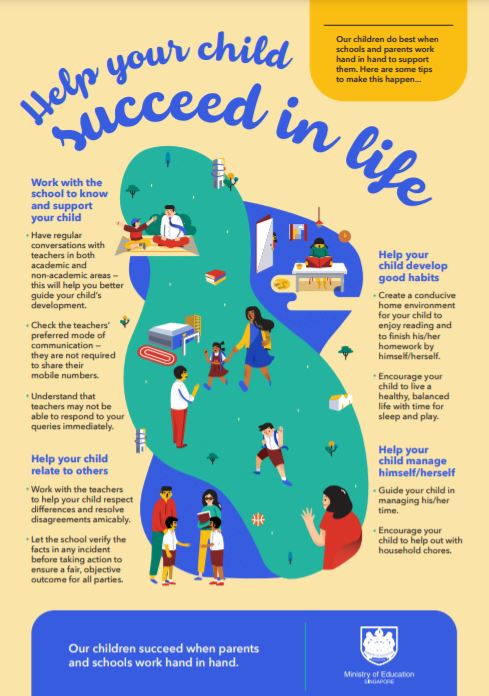 Help your child
succeed in life
Our children do best when
schools and parents work
hand in hand to support
them. Here are some tips
to make this happen...
Work with the
school to know
and support
your child
• Have regular
conversations with
teachers in both
academic and
non-academic areas –
this will help you better
guide your child's
development.
• Check the teachers'
preferred mode of
communication –
they are not required
to share their
mobile numbers.
• Understand that
teachers may not be
able to respond to your
queries immediately.
Help your child
relate to others
• Work with the teachers
to help your child respect
differences and resolve
disagreements amicably.
• Let the school verify the
facts in any incident
before taking action to
ensure a fair, objective
outcome for all parties.
Help your
child develop
good habits
• Create a conducive
home environment
for your child to
enjoy reading and
to finish his/her
homework by
himself/herself.
• Encourage your
child to live a
healthy, balanced
life with time for
sleep and play.
Help your
child manage
himself/herself
• Guide your child in
managing his/her
time.
• Encourage your
child to help out with
household chores.
Our children succeed when parents
and schools work hand in hand.
Ministry of Education
SINGAPORE